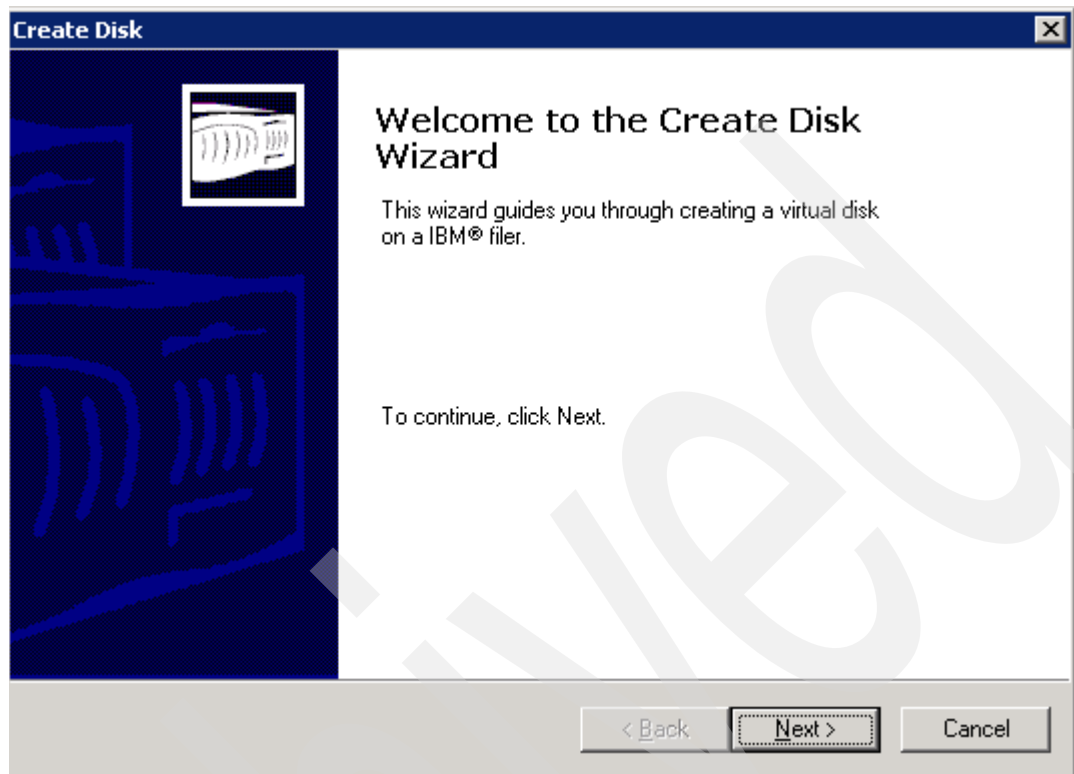 Create Disk
Welcome to the Create Disk
Wizard
This wizard guides you through creating a virtual disk
on a IBM® filer.
To continue, click Next.
< Back
Next >
Cancel